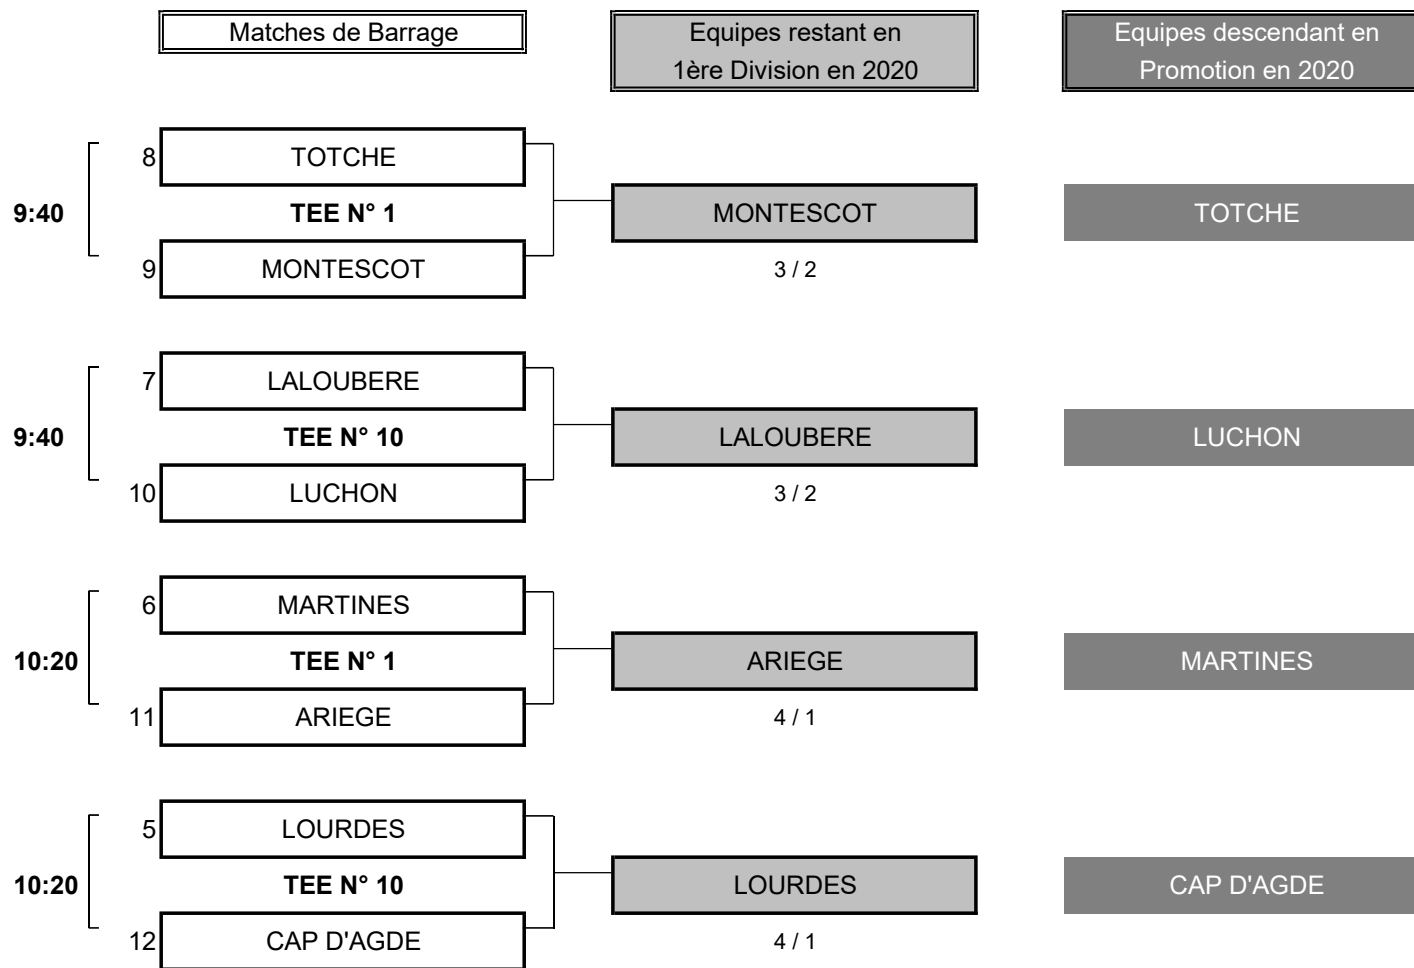 Matches de Barrage
Equipes restant en
1ère Division en 2020
Equipes descendant en
Promotion en 2020
8 TOTCHE
9:40 TEE N° 1 MONTESCOT TOTCHE
9 MONTESCOT 3 / 2
7 LALOUBERE
9:40 TEE N° 10 LALOUBERE LUCHON
10 LUCHON 3 / 2
6 MARTINES
10:20 TEE N° 1 ARIEGE MARTINES
11 ARIEGE 4 / 1
5 LOURDES
10:20 TEE N° 10 LOURDES CAP D'AGDE
12 CAP D'AGDE 4 / 1